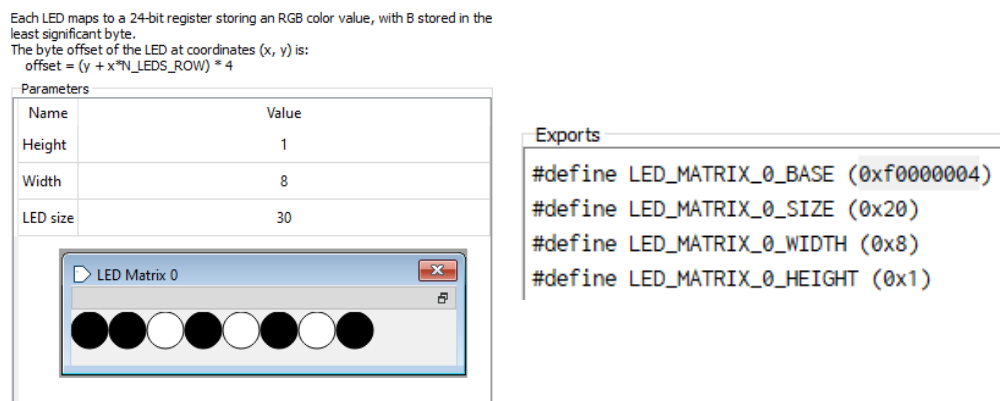 Each LED maps to a 24-bit register storing an RGB color value, with B stored in the
least significant byte.
The byte offset of the LED at coordinates (x, y) is:
offset = (y + x*N_LEDS_ROW) * 4
Parameters
Name Value
Height 1
Width 8
LED size 30
LED Matrix 0
Exports
#define LED_MATRIX_0_BASE (0xf0000004)
#define LED_MATRIX_0_SIZE (0x20)
#define LED_MATRIX_0_WIDTH (0x8)
#define LED_MATRIX_0_HEIGHT (0x1)